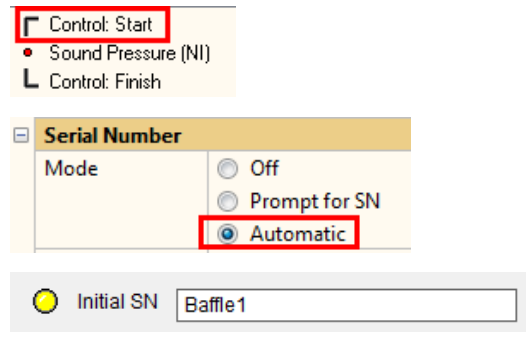 Control: Start
Sound Pressure (NI)
Control: Finish
Serial Number
Mode
Off
Prompt for SN
Automatic
Initial SN Baffle1